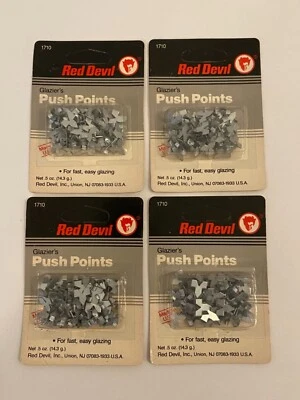 1710
Red Devil
Glazier's
Push Points
• For fast, easy glazing
Net .5 oz. (14.3 g.)
Red Devil, Inc., Union, NJ 07083-1933 U.S.A.
1710
Red Devil
Glazier's
Push Points
• For fast, easy glazing
Net .5 oz. (14.3 g.)
Red Devil, Inc., Union, NJ 07083-1933 U.S.A.
1710
Red Devil
Glazier's
Push Points
• For fast, easy glazing
Net .5 oz. (14.3 g.)
Red Devil, Inc., Union, NJ 07083-1933 U.S.A.
1710
Red Devil
Glazier's
Push Points
• For fast, easy glazing
Net .5 oz. (14.3 g.)
Red Devil, Inc., Union, NJ 07083-1933 U.S.A.